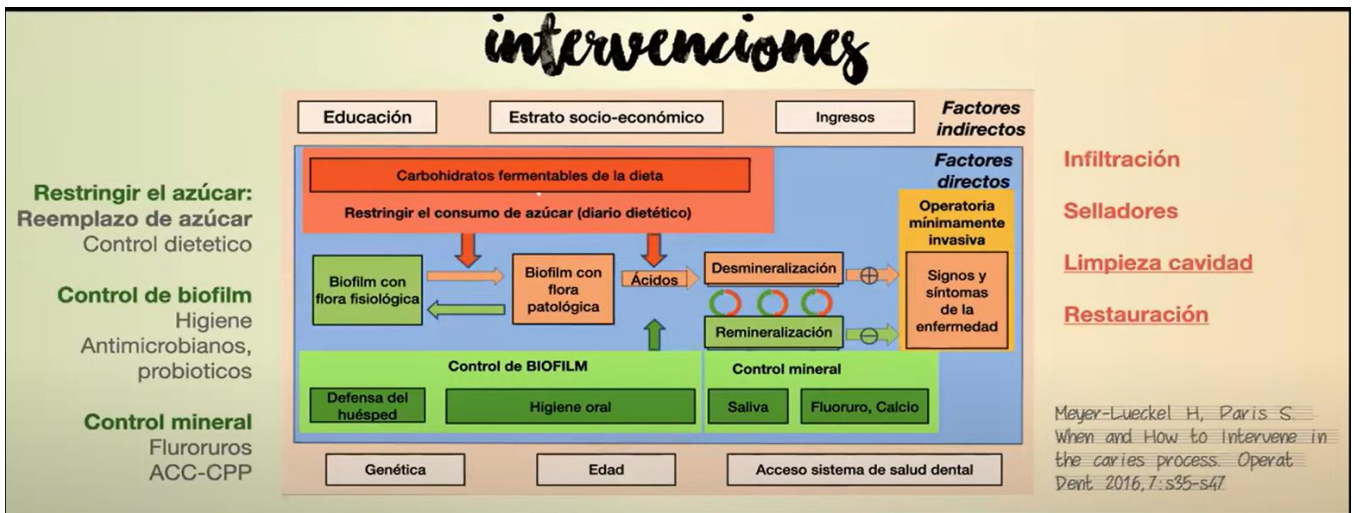 intervenciones
Educación
Estrato socio-económico
Ingresos
Factores
indirectos
Factores
directos
Carbohidratos fermentables de la dieta
Restringir el consumo de azúcar (diario dietético)
Operatoria
mínimamente
invasiva
Biofilm con
flora fisiológica
Biofilm con
flora
patológica
Ácidos
Desmineralización
Remineralización
Signos y
síntomas
de la
enfermedad
Control de BIOFILM
Defensa del
huésped
Higiene oral
Control mineral
Saliva
Fluoruro, Calcio
Genética
Edad
Acceso sistema de salud dental
Restringir el azúcar:
Reemplazo de azúcar
Control dietetico
Control de biofilm
Higiene
Antimicrobianos,
probioticos
Control mineral
Fluroruros
ACC-CPP
Infiltración
Selladores
Limpieza cavidad
Restauración
Meyer-Lueckel H, Paris S.
When and How to Intervene in
the caries process. Operat
Dent 2016,7:s35-s47